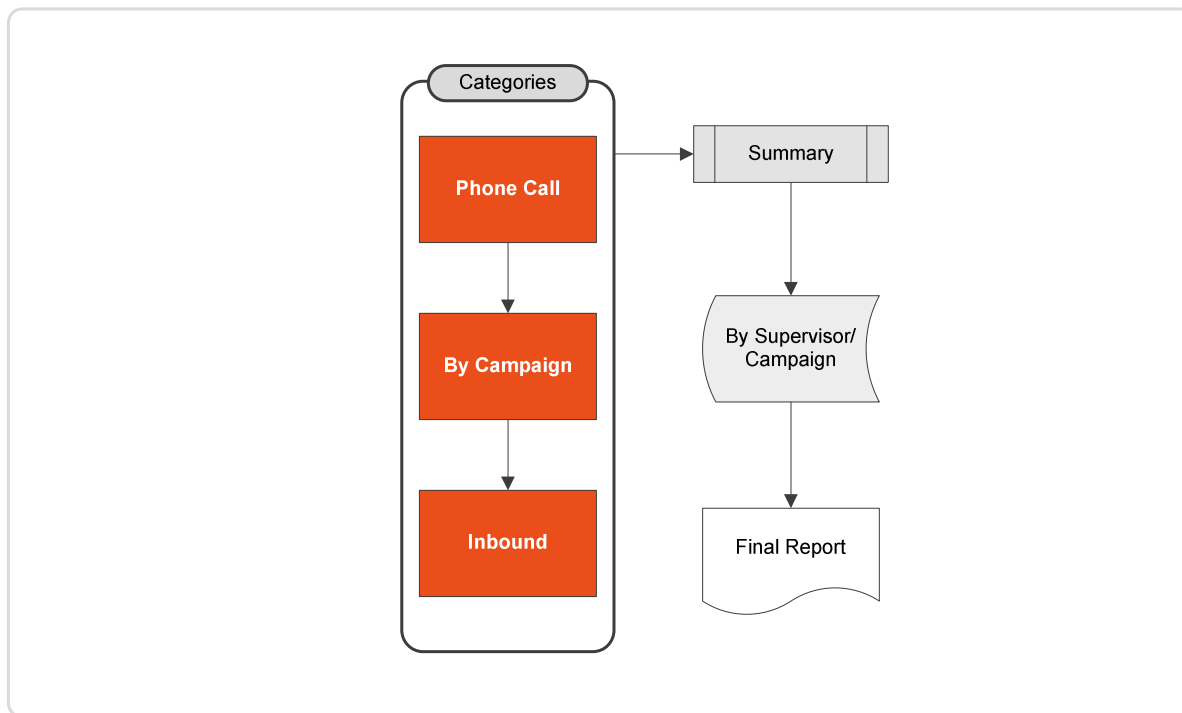 Categories
Phone Call
By Campaign
Inbound
Summary
By Supervisor/
Campaign
Final Report